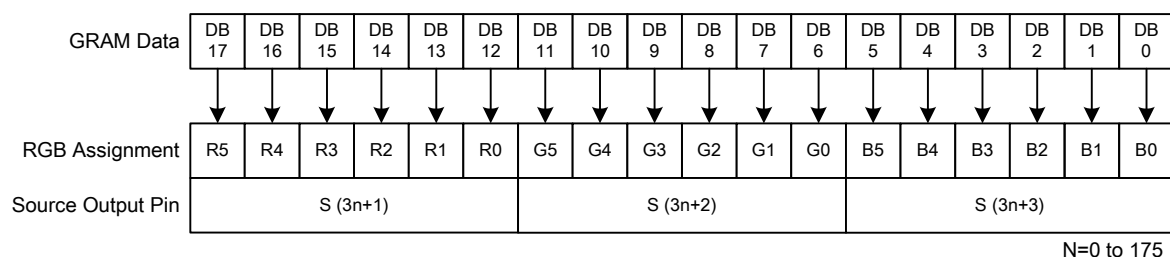 GRAM Data DB 17 DB 16 DB 15 DB 14 DB 13 DB 12 DB 11 DB 10 DB 9 DB 8 DB 7 DB 6 DB 5 DB 4 DB 3 DB 2 DB 1 DB 0
RGB Assignment R5 R4 R3 R2 R1 R0 G5 G4 G3 G2 G1 G0 B5 B4 B3 B2 B1 B0
Source Output Pin S (3n+1) S (3n+2) S (3n+3)
N=0 to 175